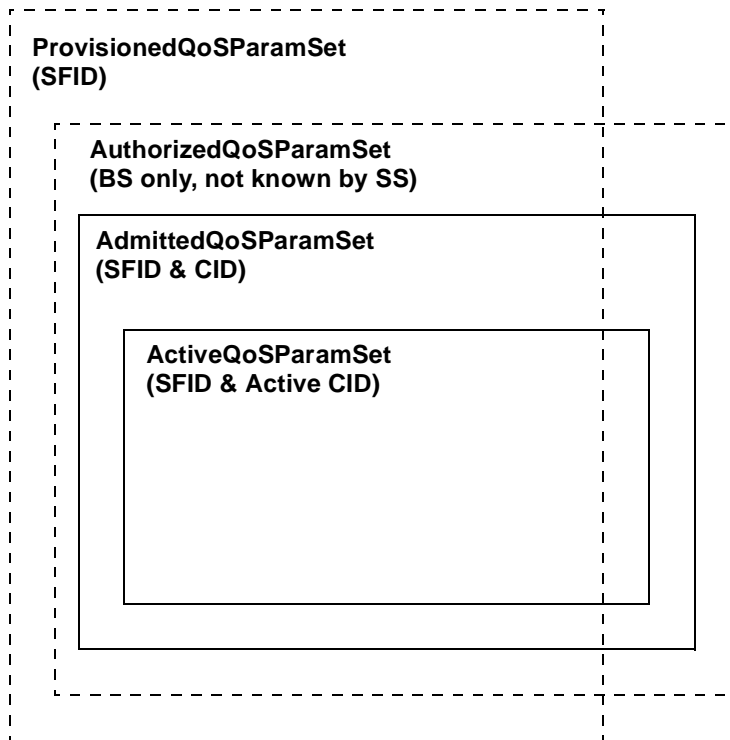 ProvisionedQoSParamSet
(SFID)
AuthorizedQoSParamSet
(BS only, not known by SS)
AdmittedQoSParamSet
(SFID & CID)
ActiveQoSParamSet
(SFID & Active CID)